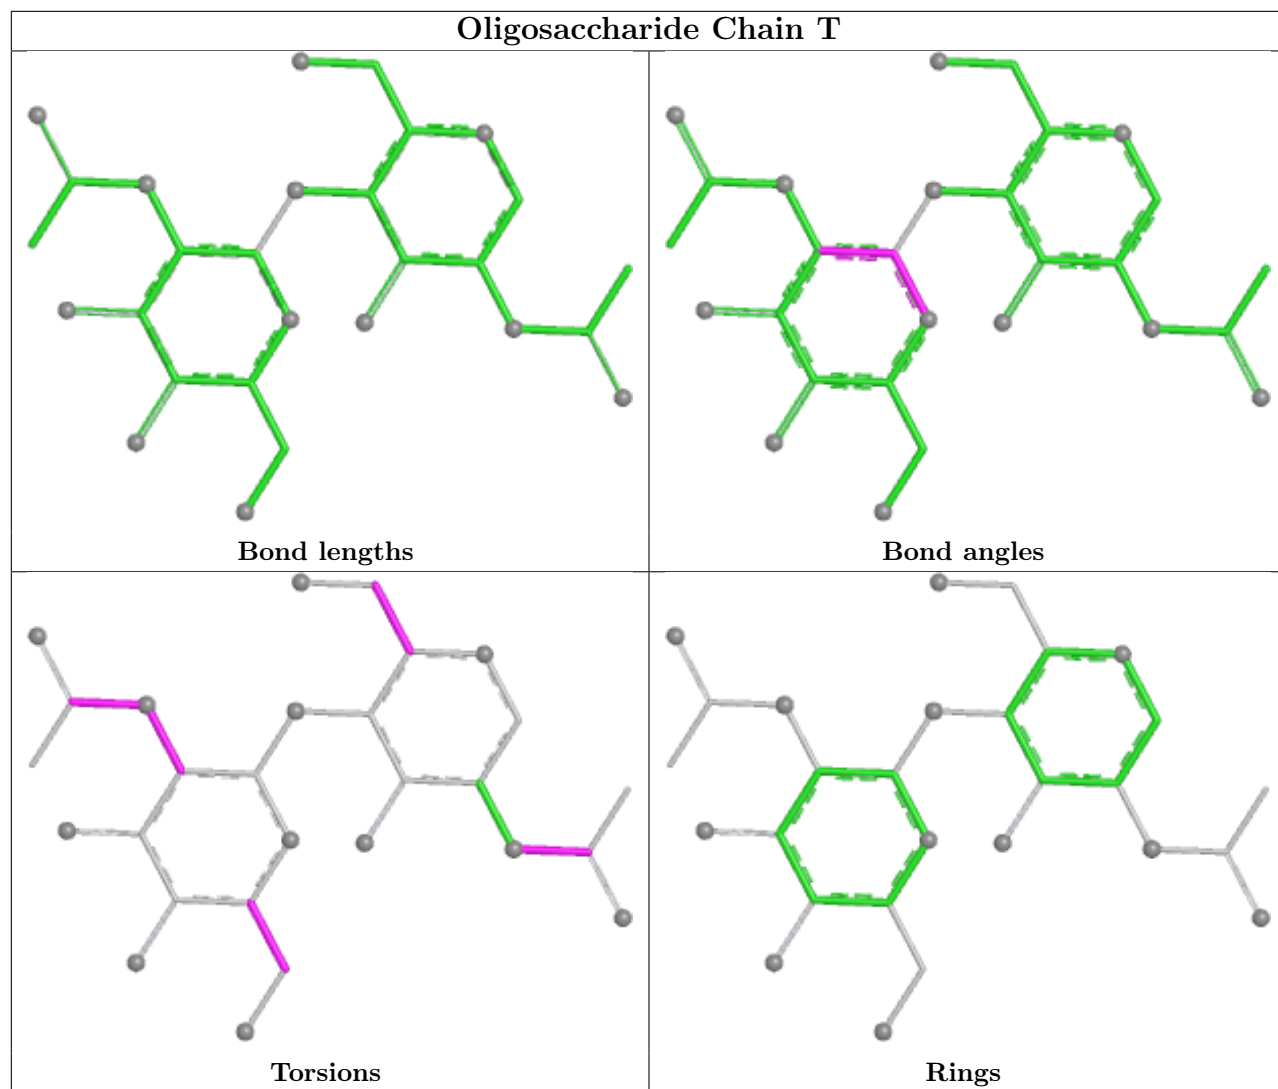 Oligosaccharide Chain T
Bond lengths
Bond angles
Torsions
Rings